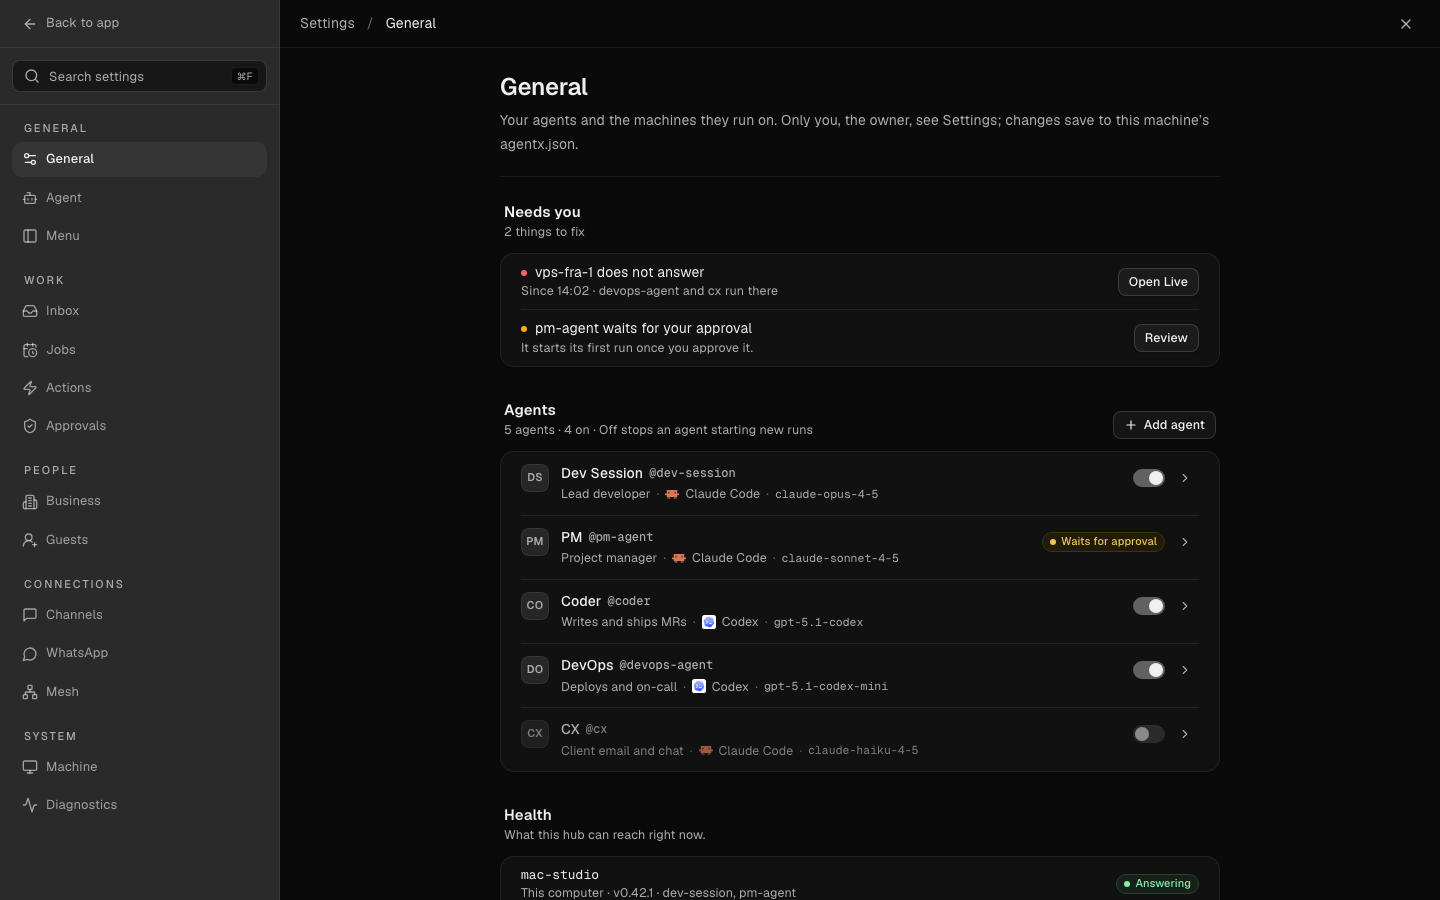 Back to app
Search settings
⌘F
GENERAL
General
Agent
Menu
WORK
Inbox
Jobs
Actions
Approvals
PEOPLE
Business
Guests
CONNECTIONS
Channels
WhatsApp
Mesh
SYSTEM
Machine
Diagnostics
Settings / General
General
Your agents and the machines they run on. Only you, the owner, see Settings; changes save to this machine's
agentx.json.
Needs you
2 things to fix
vps-fra-1 does not answer
Since 14:02 · devops-agent and cx run there
Open Live
pm-agent waits for your approval
It starts its first run once you approve it.
Review
Agents
5 agents · 4 on · Off stops an agent starting new runs
Add agent
DS
Dev Session @dev-session
Lead developer · Claude Code · claude-opus-4-5
PM
PM @pm-agent
Project manager · Claude Code · claude-sonnet-4-5
Waits for approval
CO
Coder @coder
Writes and ships MRs · Codex · gpt-5.1-codex
DO
DevOps @devops-agent
Deploys and on-call · Codex · gpt-5.1-codex-mini
CX
CX @cx
Client email and chat · Claude Code · claude-haiku-4-5
Health
What this hub can reach right now.
mac-studio
This computer · v0.42.1 · dev-session, pm-agent
Answering